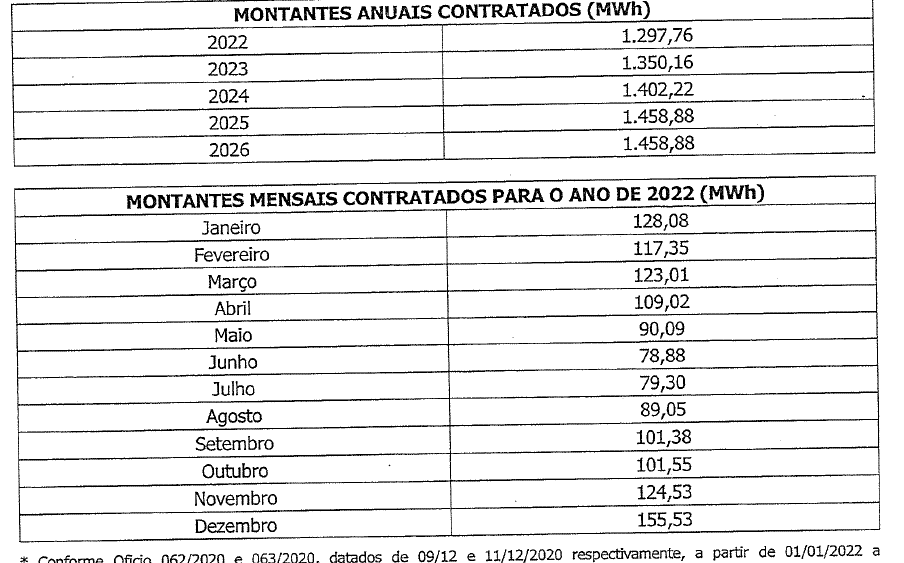 MONTANTES ANUAIS CONTRATADOS (MWh)
2022 1.297,76
2023 1.350,16
2024 1.402,22
2025 1.458,88
2026 1.458,88
MONTANTES MENSAIS CONTRATADOS PARA O ANO DE 2022 (MWh)
Janeiro 128,08
Fevereiro 117,35
Março 123,01
Abril 109,02
Maio 90,09
Junho 78,88
Julho 79,30
Agosto 89,05
Setembro 101,38
Outubro 101,55
Novembro 124,53
Dezembro 155,53
* Conforme Ofício 062/2020 e 063/2020, datados de 09/12 e 11/12/2020 respectivamente, a partir de 01/01/2022 a